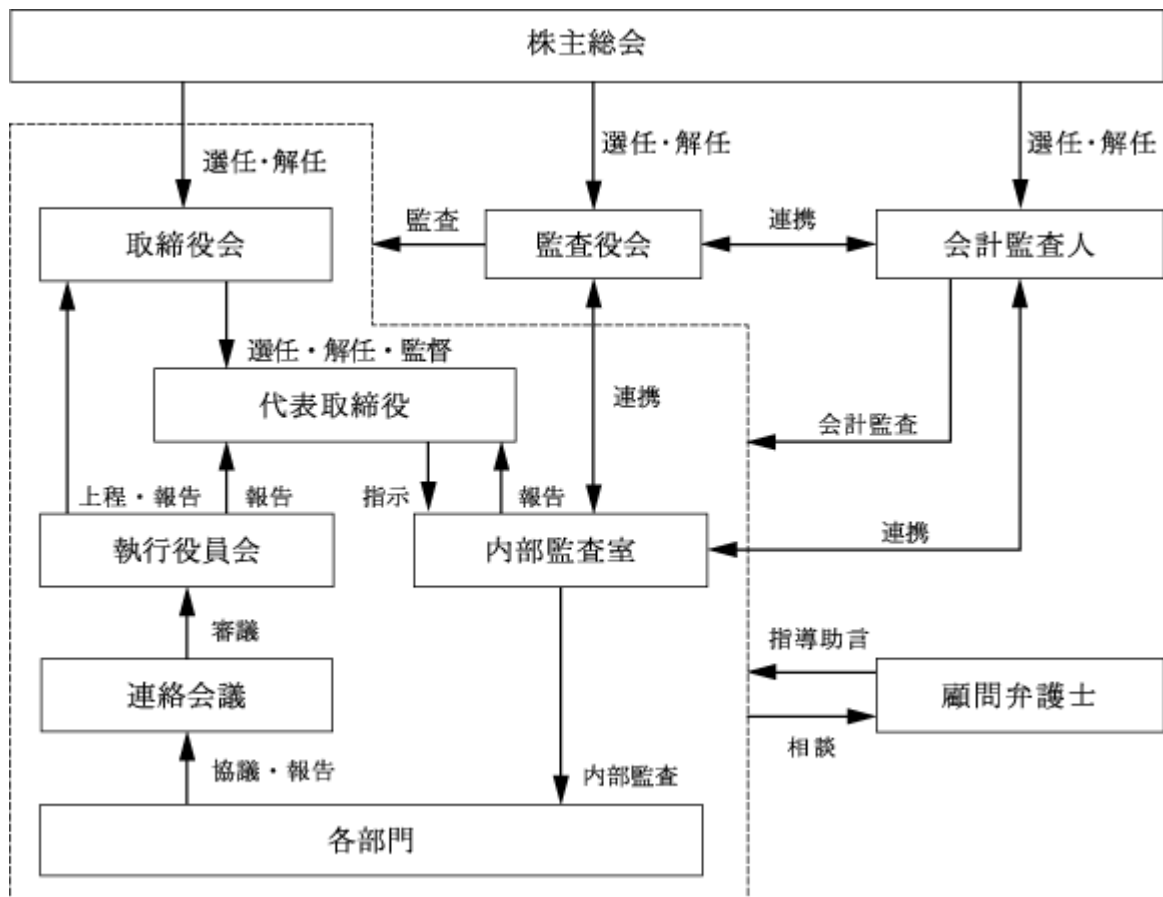 株主総会
選任・解任
選任・解任
選任・解任
取締役会
監査
監査役会
連携
会計監査人
選任・解任・監督
代表取締役
連携
会計監査
上程・報告
報告
指示
報告
執行役員会
内部監査室
連携
審議
指導助言
連絡会議
顧問弁護士
相談
協議・報告
内部監査
各部門